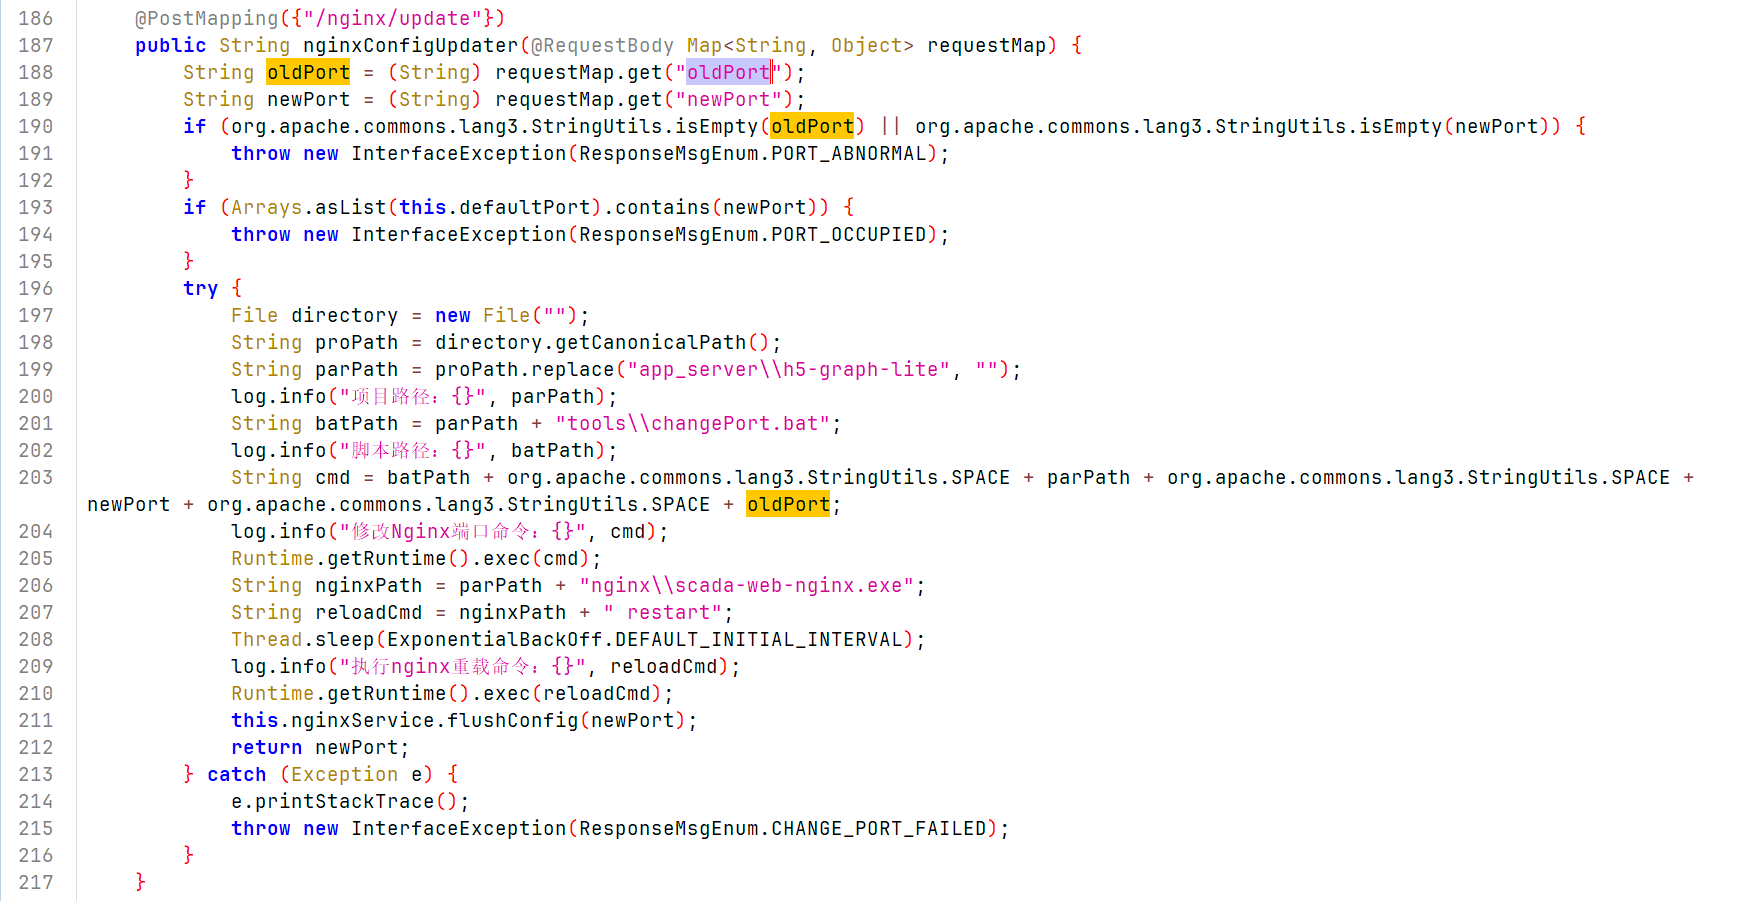 186 @PostMapping({"/nginx/update"})
187 public String nginxConfigUpdater(@RequestBody Map<String, Object> requestMap) {
188 String oldPort = (String) requestMap.get("oldPort");
189 String newPort = (String) requestMap.get("newPort");
190 if (org.apache.commons.lang3.StringUtils.isEmpty(oldPort) || org.apache.commons.lang3.StringUtils.isEmpty(newPort)) {
191 throw new InterfaceException(ResponseMsgEnum.PORT_ABNORMAL);
192 }
193 if (Arrays.asList(this.defaultPort).contains(newPort)) {
194 throw new InterfaceException(ResponseMsgEnum.PORT_OCCUPIED);
195 }
196 try {
197 File directory = new File("");
198 String proPath = directory.getCanonicalPath();
199 String parPath = proPath.replace("app_server\\h5-graph-lite", "");
200 log.info("项目路径：{}", parPath);
201 String batPath = parPath + "tools\\changePort.bat";
202 log.info("脚本路径：{}", batPath);
203 String cmd = batPath + org.apache.commons.lang3.StringUtils.SPACE + parPath + org.apache.commons.lang3.StringUtils.SPACE +
newPort + org.apache.commons.lang3.StringUtils.SPACE + oldPort;
204 log.info("修改Nginx端口命令：{}", cmd);
205 Runtime.getRuntime().exec(cmd);
206 String nginxPath = parPath + "nginx\\scada-web-nginx.exe";
207 String reloadCmd = nginxPath + " restart";
208 Thread.sleep(ExponentialBackOff.DEFAULT_INITIAL_INTERVAL);
209 log.info("执行nginx重载命令：{}", reloadCmd);
210 Runtime.getRuntime().exec(reloadCmd);
211 this.nginxService.flushConfig(newPort);
212 return newPort;
213 } catch (Exception e) {
214 e.printStackTrace();
215 throw new InterfaceException(ResponseMsgEnum.CHANGE_PORT_FAILED);
216 }
217 }